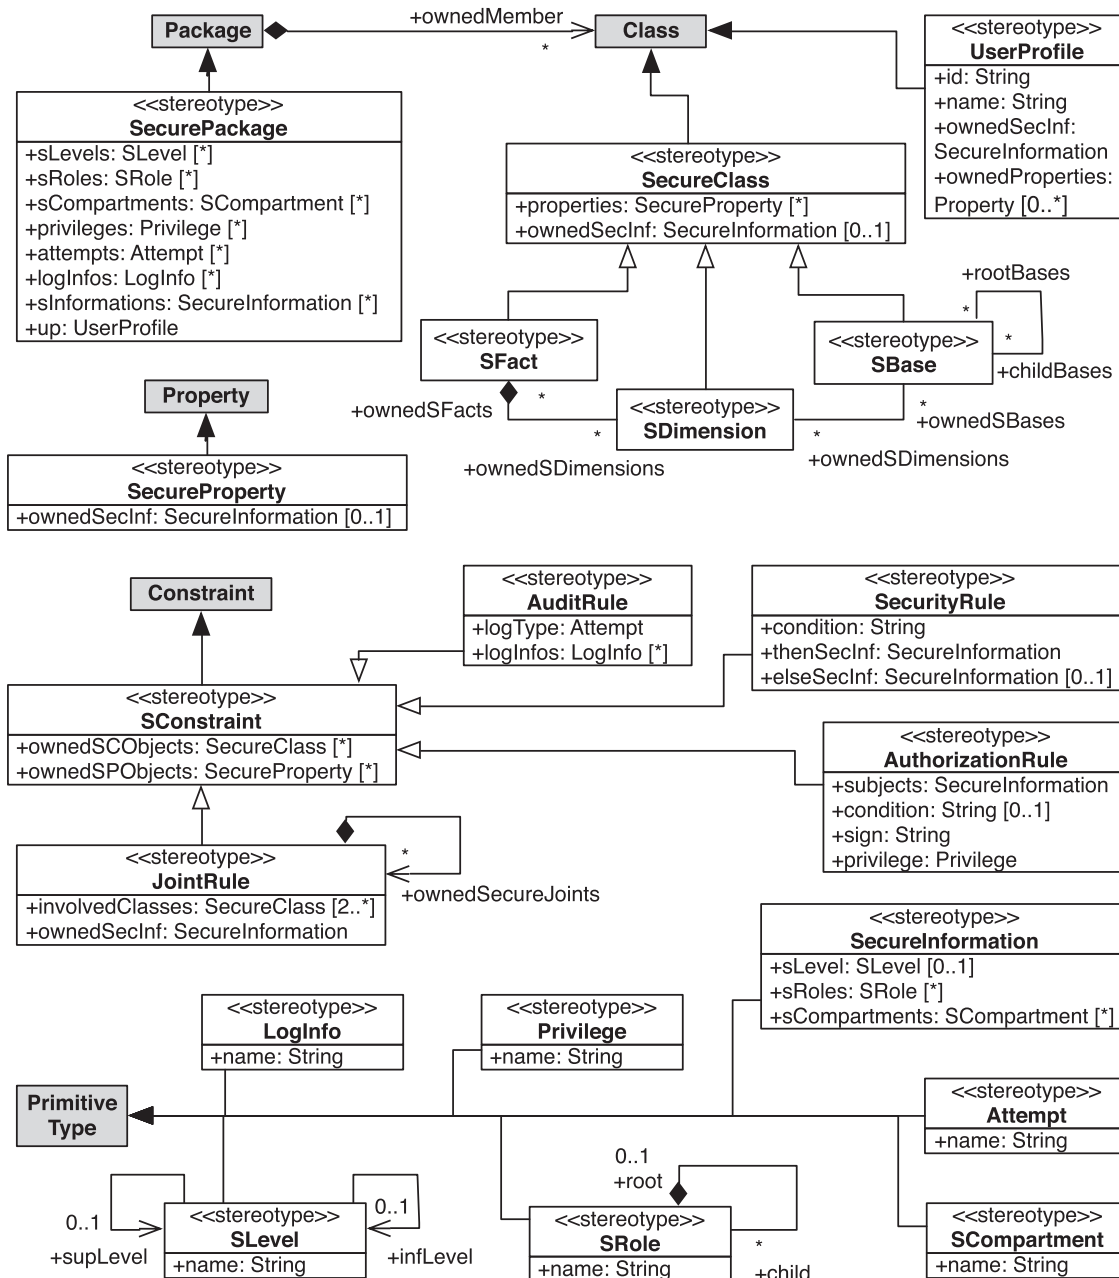 Package
+ownedMember
*
Class
<<stereotype>>
UserProfile
+id: String
+name: String
+ownedSecInf:
SecureInformation
+ownedProperties:
Property [0..*]
<<stereotype>>
SecurePackage
+sLevels: SLevel [*]
+sRoles: SRole [*]
+sCompartments: SCompartment [*]
+privileges: Privilege [*]
+attempts: Attempt [*]
+logInfos: LogInfo [*]
+sInformations: SecureInformation [*]
+up: UserProfile
<<stereotype>>
SecureClass
+properties: SecureProperty [*]
+ownedSecInf: SecureInformation [0..1]
<<stereotype>>
SFact
<<stereotype>>
SBase
+rootBases
*
*
+childBases
+ownedSFacts
*
*
+ownedSDimensions
<<stereotype>>
SDimension
*
+ownedSBases
*
+ownedSDimensions
Property
<<stereotype>>
SecureProperty
+ownedSecInf: SecureInformation [0..1]
Constraint
<<stereotype>>
AuditRule
+logType: Attempt
+logInfos: LogInfo [*]
<<stereotype>>
SecurityRule
+condition: String
+thenSecInf: SecureInformation
+elseSecInf: SecureInformation [0..1]
<<stereotype>>
SConstraint
+ownedSCObjects: SecureClass [*]
+ownedSPObjects: SecureProperty [*]
<<stereotype>>
AuthorizationRule
+subjects: SecureInformation
+condition: String [0..1]
+sign: String
+privilege: Privilege
<<stereotype>>
JointRule
+involvedClasses: SecureClass [2..*]
+ownedSecInf: SecureInformation
*
+ownedSecureJoints
<<stereotype>>
SecureInformation
+sLevel: SLevel [0..1]
+sRoles: SRole [*]
+sCompartments: SCompartment [*]
<<stereotype>>
LogInfo
+name: String
<<stereotype>>
Privilege
+name: String
Primitive
Type
<<stereotype>>
Attempt
+name: String
0..1
+supLevel
<<stereotype>>
SLevel
+name: String
0..1
+infLevel
0..1
+root
<<stereotype>>
SRole
+name: String
*
+child
<<stereotype>>
SCompartment
+name: String